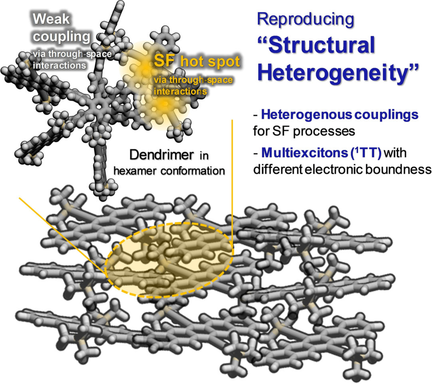 Weak
coupling
via through-space
interactions
SF hot spot
via through-space
interactions
Dendrimer in
hexamer conformation
Reproducing
“Structural
Heterogeneity”
- Heterogenous couplings
for SF processes
- Multiexcitons (¹TT) with
different electronic boundness